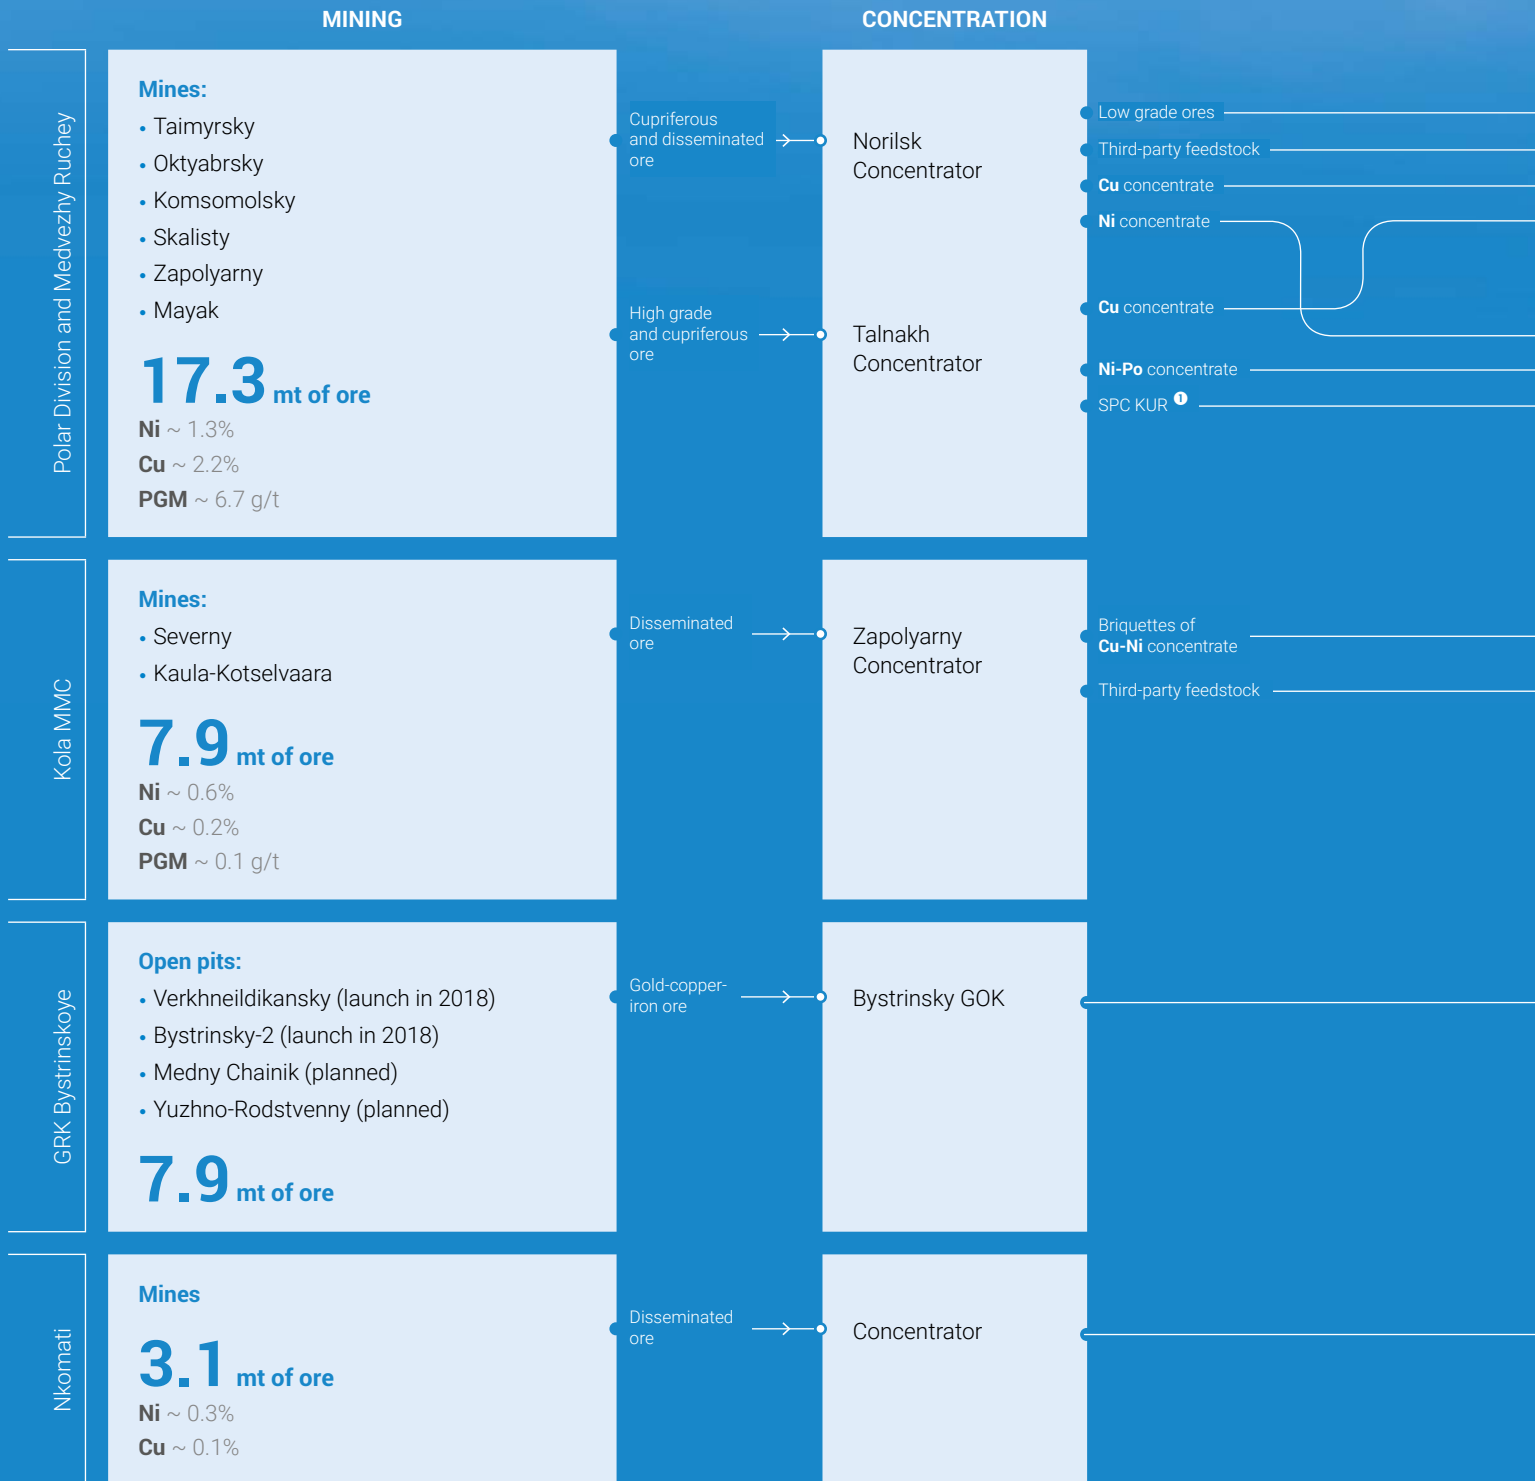 MINING
CONCENTRATION
Polar Division and Medvezhy Ruchey
Mines:
• Taimyrsky
• Oktyabrsky
• Komsomolsky
• Skalisty
• Zapolyarny
• Mayak
17.3 mt of ore
Ni ~ 1.3%
Cu ~ 2.2%
PGM ~ 6.7 g/t
Cupriferous
and disseminated
ore
High grade
and cupriferous
ore
Norilsk
Concentrator
Talnakh
Concentrator
Low grade ores
Third-party feedstock
Cu concentrate
Ni concentrate
Cu concentrate
Ni-Po concentrate
SPC KUR 1
Kola MMC
Mines:
• Severny
• Kaula-Kotselvaara
7.9 mt of ore
Ni ~ 0.6%
Cu ~ 0.2%
PGM ~ 0.1 g/t
Disseminated
ore
Zapolyarny
Concentrator
Briquettes of
Cu-Ni concentrate
Third-party feedstock
GRK Bystrinskoye
Open pits:
• Verkhneildikansky (launch in 2018)
• Bystrinsky-2 (launch in 2018)
• Medny Chainik (planned)
• Yuzhno-Rodstvenny (planned)
7.9 mt of ore
Gold-copper-
iron ore
Bystrinsky GOK
Nkomati
Mines
3.1 mt of ore
Ni ~ 0.3%
Cu ~ 0.1%
Disseminated
ore
Concentrator